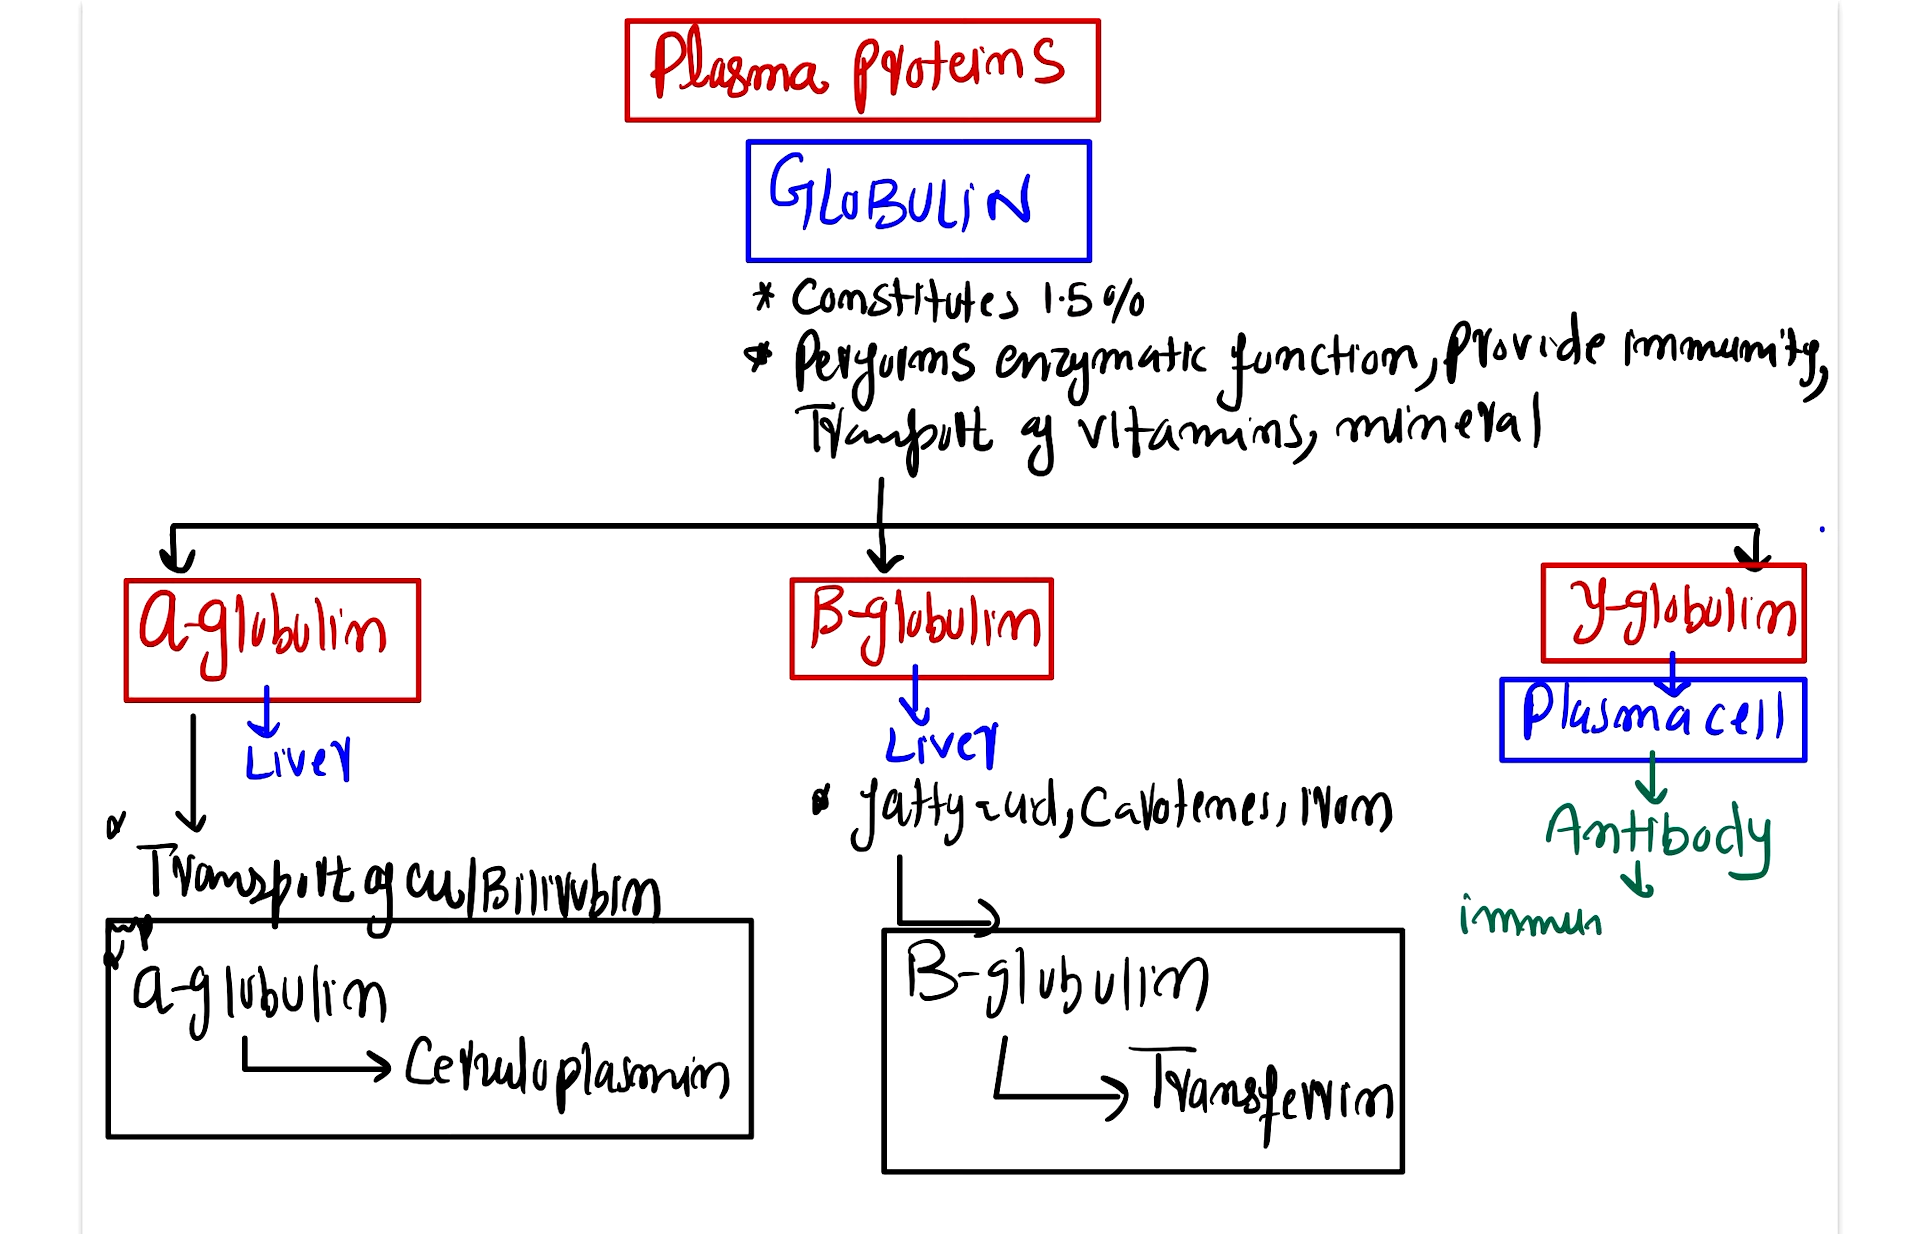 Plasma proteins
GLOBULIN
* Constitutes 1.5%
* Performs enzymatic function, provide immunity,
Transport of vitamins, mineral
a-globulin
B-globulin
y-globulin
Liver
Liver
Plasma cell
* fatty acid, Carotenes, iron
Antibody
Transport of cu/Bilirubin
immun
a-globulin
Ceruloplasmin
B-globulin
Transferrin